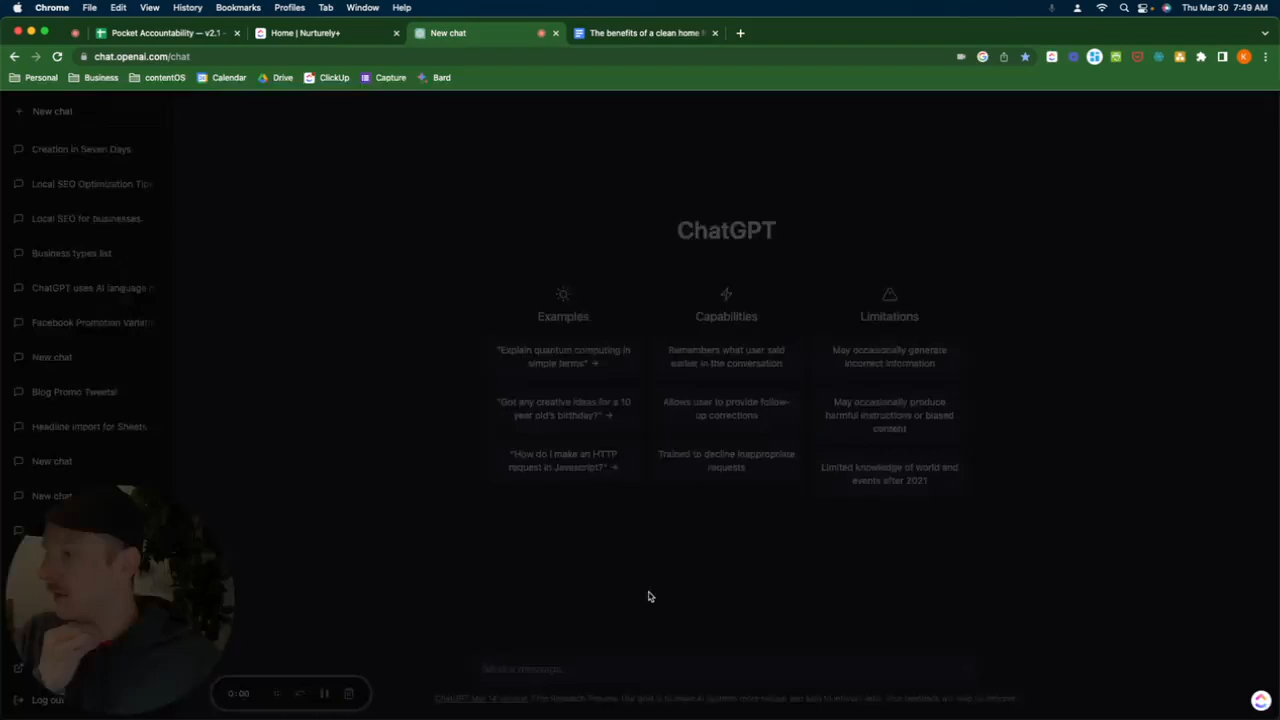 Chrome File Edit View History Bookmarks Profiles Tab Window Help Thu Mar 30 7:49 AM
Pocket Accountability — v2.1 - Home | Nurturely+ New chat The benefits of a clean home
chat.openai.com/chat
Personal Business contentOS Calendar Drive ClickUp Capture Bard
New chat
Creation in Seven Days
Local SEO Optimization Tips
Local SEO for businesses.
Business types list
ChatGPT uses AI language
Facebook Promotion
New chat
Blog Promo Tweets!
Headline Import for Sheets
New chat
New chat
Log out
ChatGPT
Examples
"Explain quantum computing in
simple terms" →
"Got any creative ideas for a 10
year old's birthday?" →
"How do I make an HTTP
request in Javascript?" →
Capabilities
Remembers what user said
earlier in the conversation
Allows user to provide follow-
up corrections
Trained to decline inappropriate
requests
Limitations
May occasionally generate
incorrect information
May occasionally produce
harmful instructions or biased
content
Limited knowledge of world and
events after 2021
Send a message...
0:00